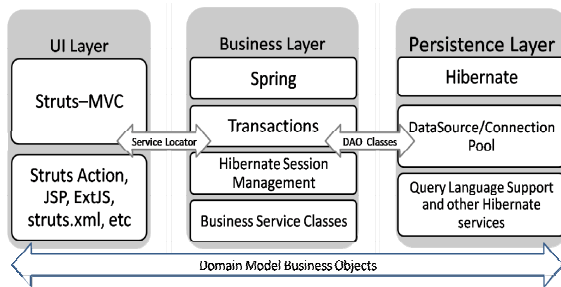 UI Layer
Struts–MVC
Struts Action,
JSP, ExtJS,
struts.xml, etc
Service Locator
Business Layer
Spring
Transactions
Hibernate Session
Management
Business Service Classes
DAO Classes
Persistence Layer
Hibernate
DataSource/Connection
Pool
Query Language Support
and other Hibernate
services
Domain Model Business Objects